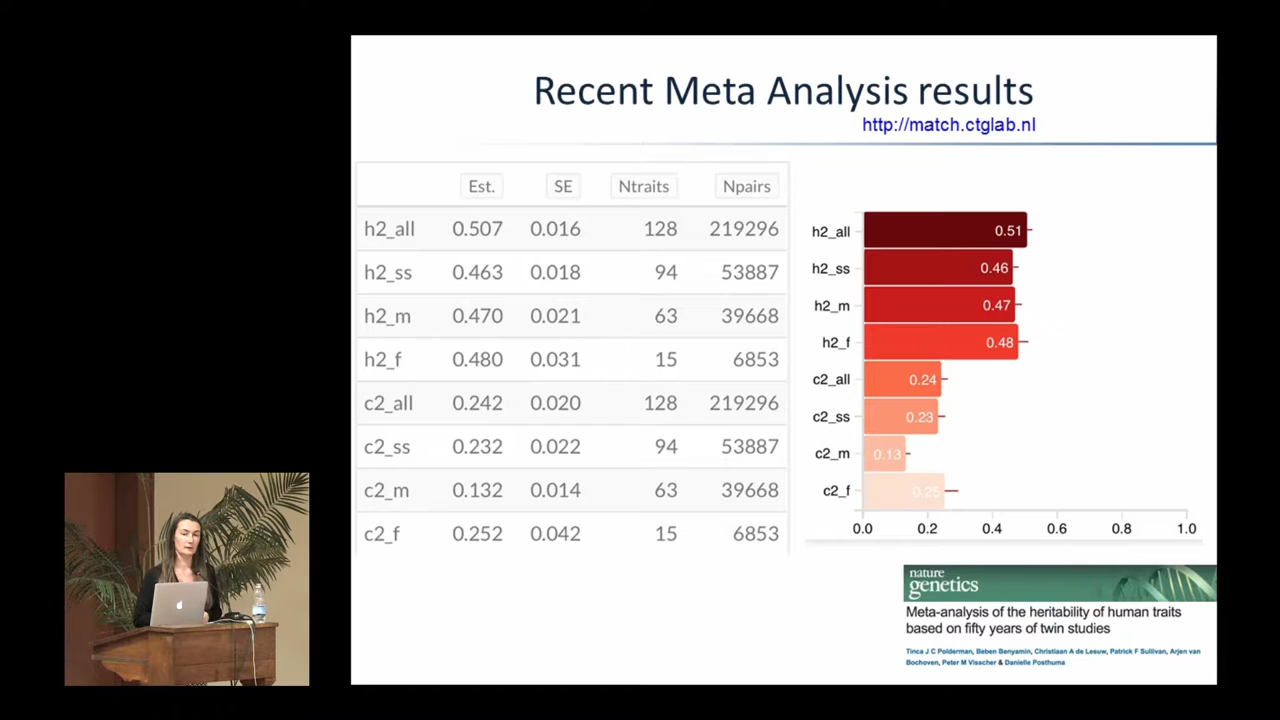 Recent Meta Analysis results
http://match.ctglab.nl
Est. SE Ntraits Npairs
h2_all 0.507 0.016 128 219296
h2_ss 0.463 0.018 94 53887
h2_m 0.470 0.021 63 39668
h2_f 0.480 0.031 15 6853
c2_all 0.242 0.020 128 219296
c2_ss 0.232 0.022 94 53887
c2_m 0.132 0.014 63 39668
c2_f 0.252 0.042 15 6853
h2_all 0.51
h2_ss 0.46
h2_m 0.47
h2_f 0.48
c2_all 0.24
c2_ss 0.23
c2_m 0.13
c2_f 0.25
0.0 0.2 0.4 0.6 0.8 1.0
nature
genetics
Meta-analysis of the heritability of human traits
based on fifty years of twin studies
Tinca J C Polderman, Beben Benyamin, Christiaan A de Leeuw, Patrick F Sullivan, Arjen van
Bochoven, Peter M Visscher & Danielle Posthuma